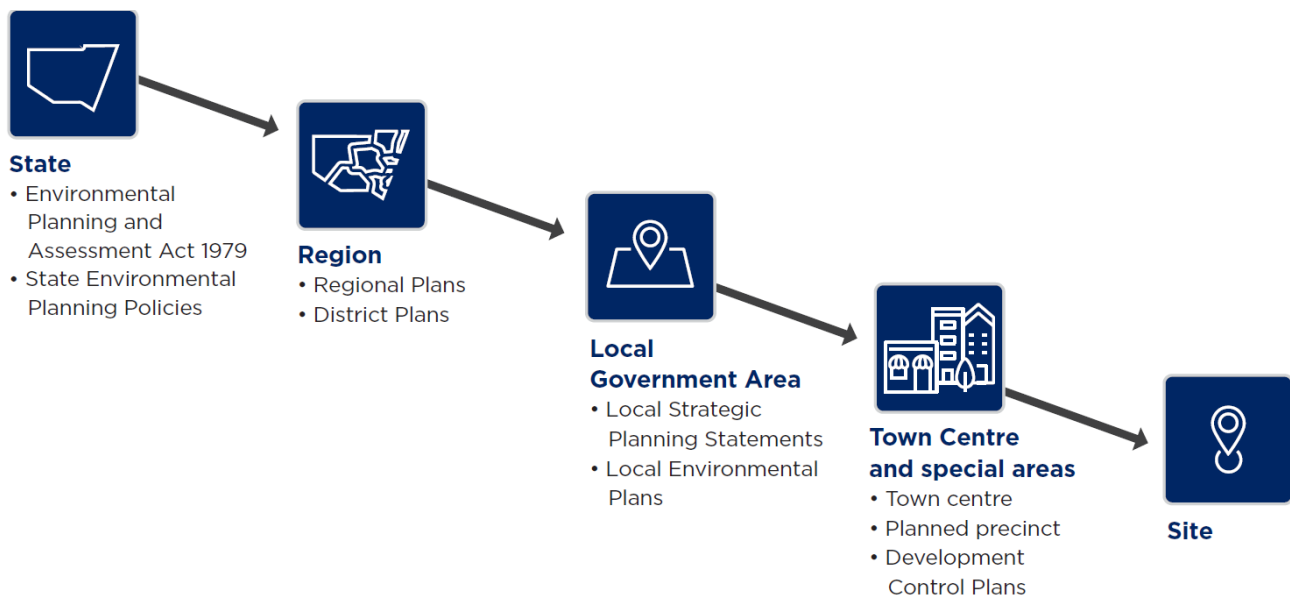 State
• Environmental
Planning and
Assessment Act 1979
• State Environmental
Planning Policies
Region
• Regional Plans
• District Plans
Local
Government Area
• Local Strategic
Planning Statements
• Local Environmental
Plans
Town Centre
and special areas
• Town centre
• Planned precinct
• Development
Control Plans
Site